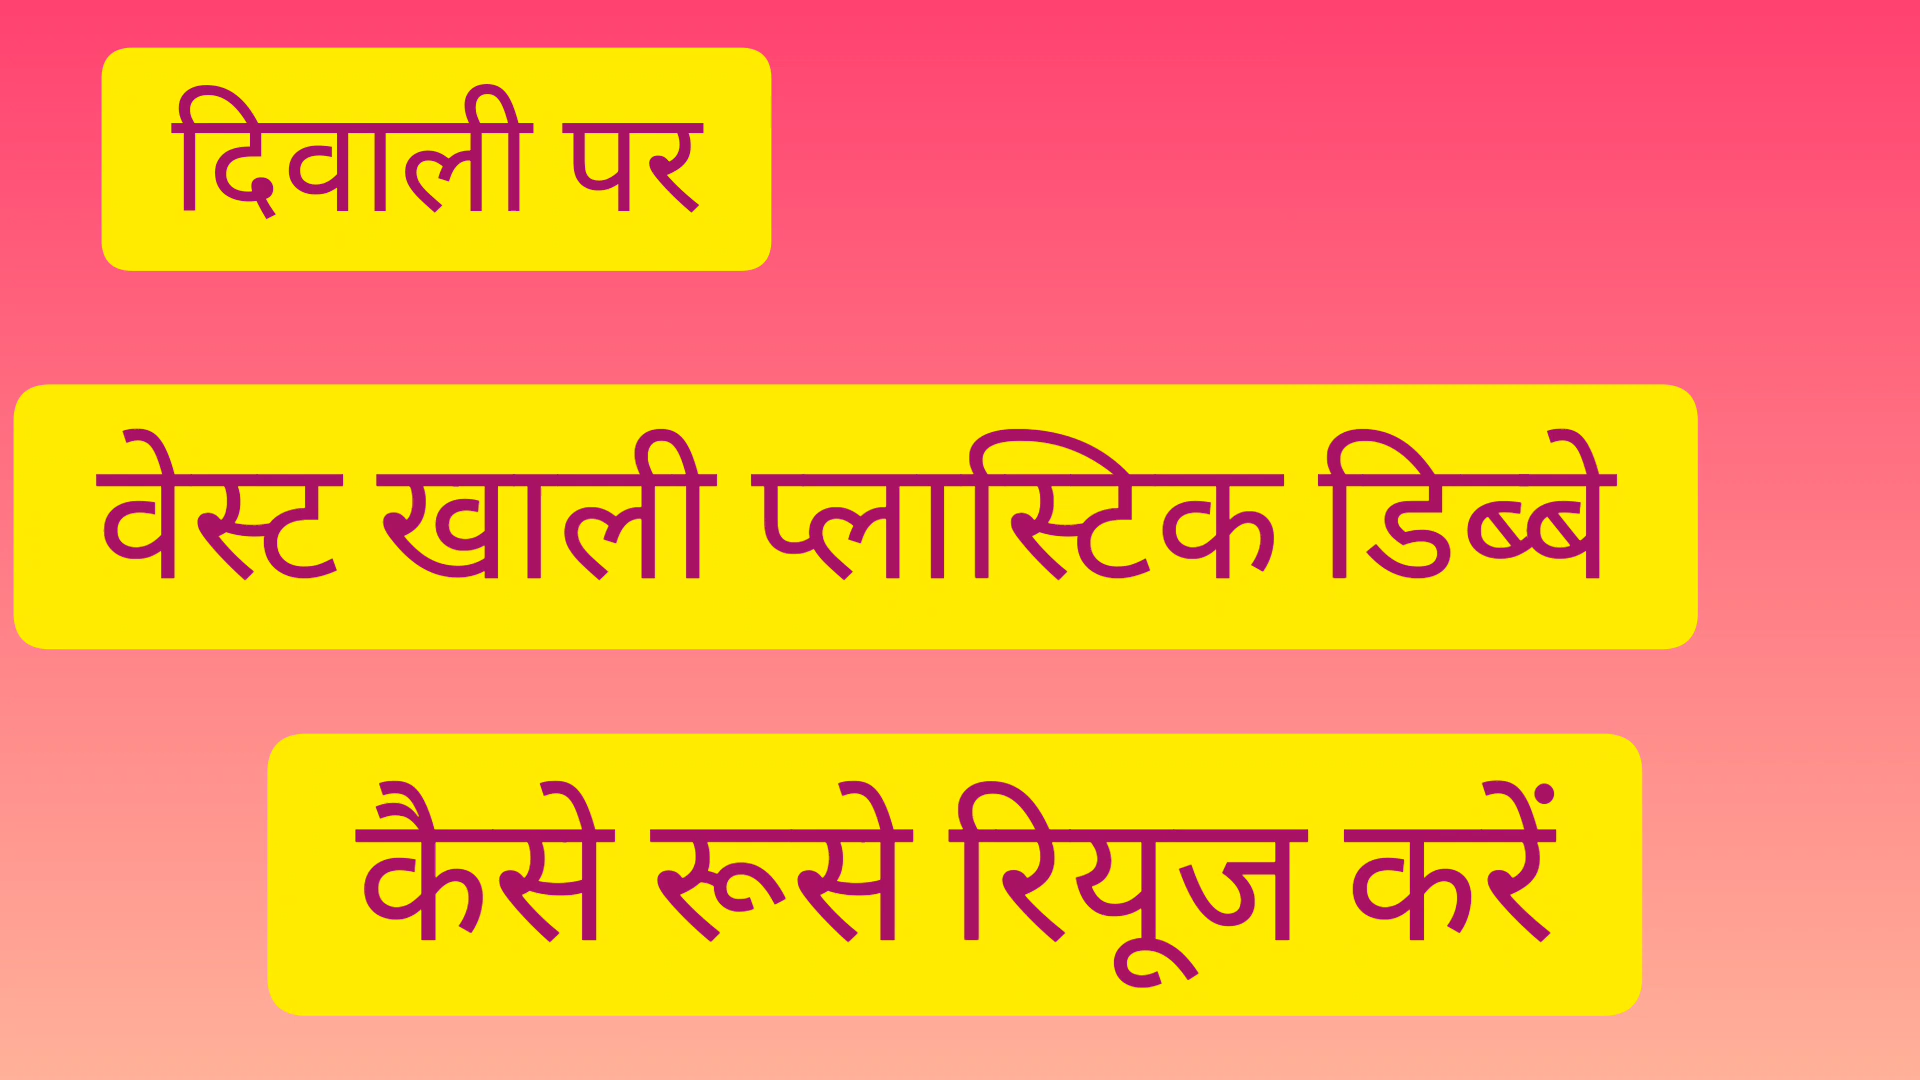 दिवाली पर
वेस्ट खाली प्लास्टिक डिब्बे
कैसे रूसे रियूज करें